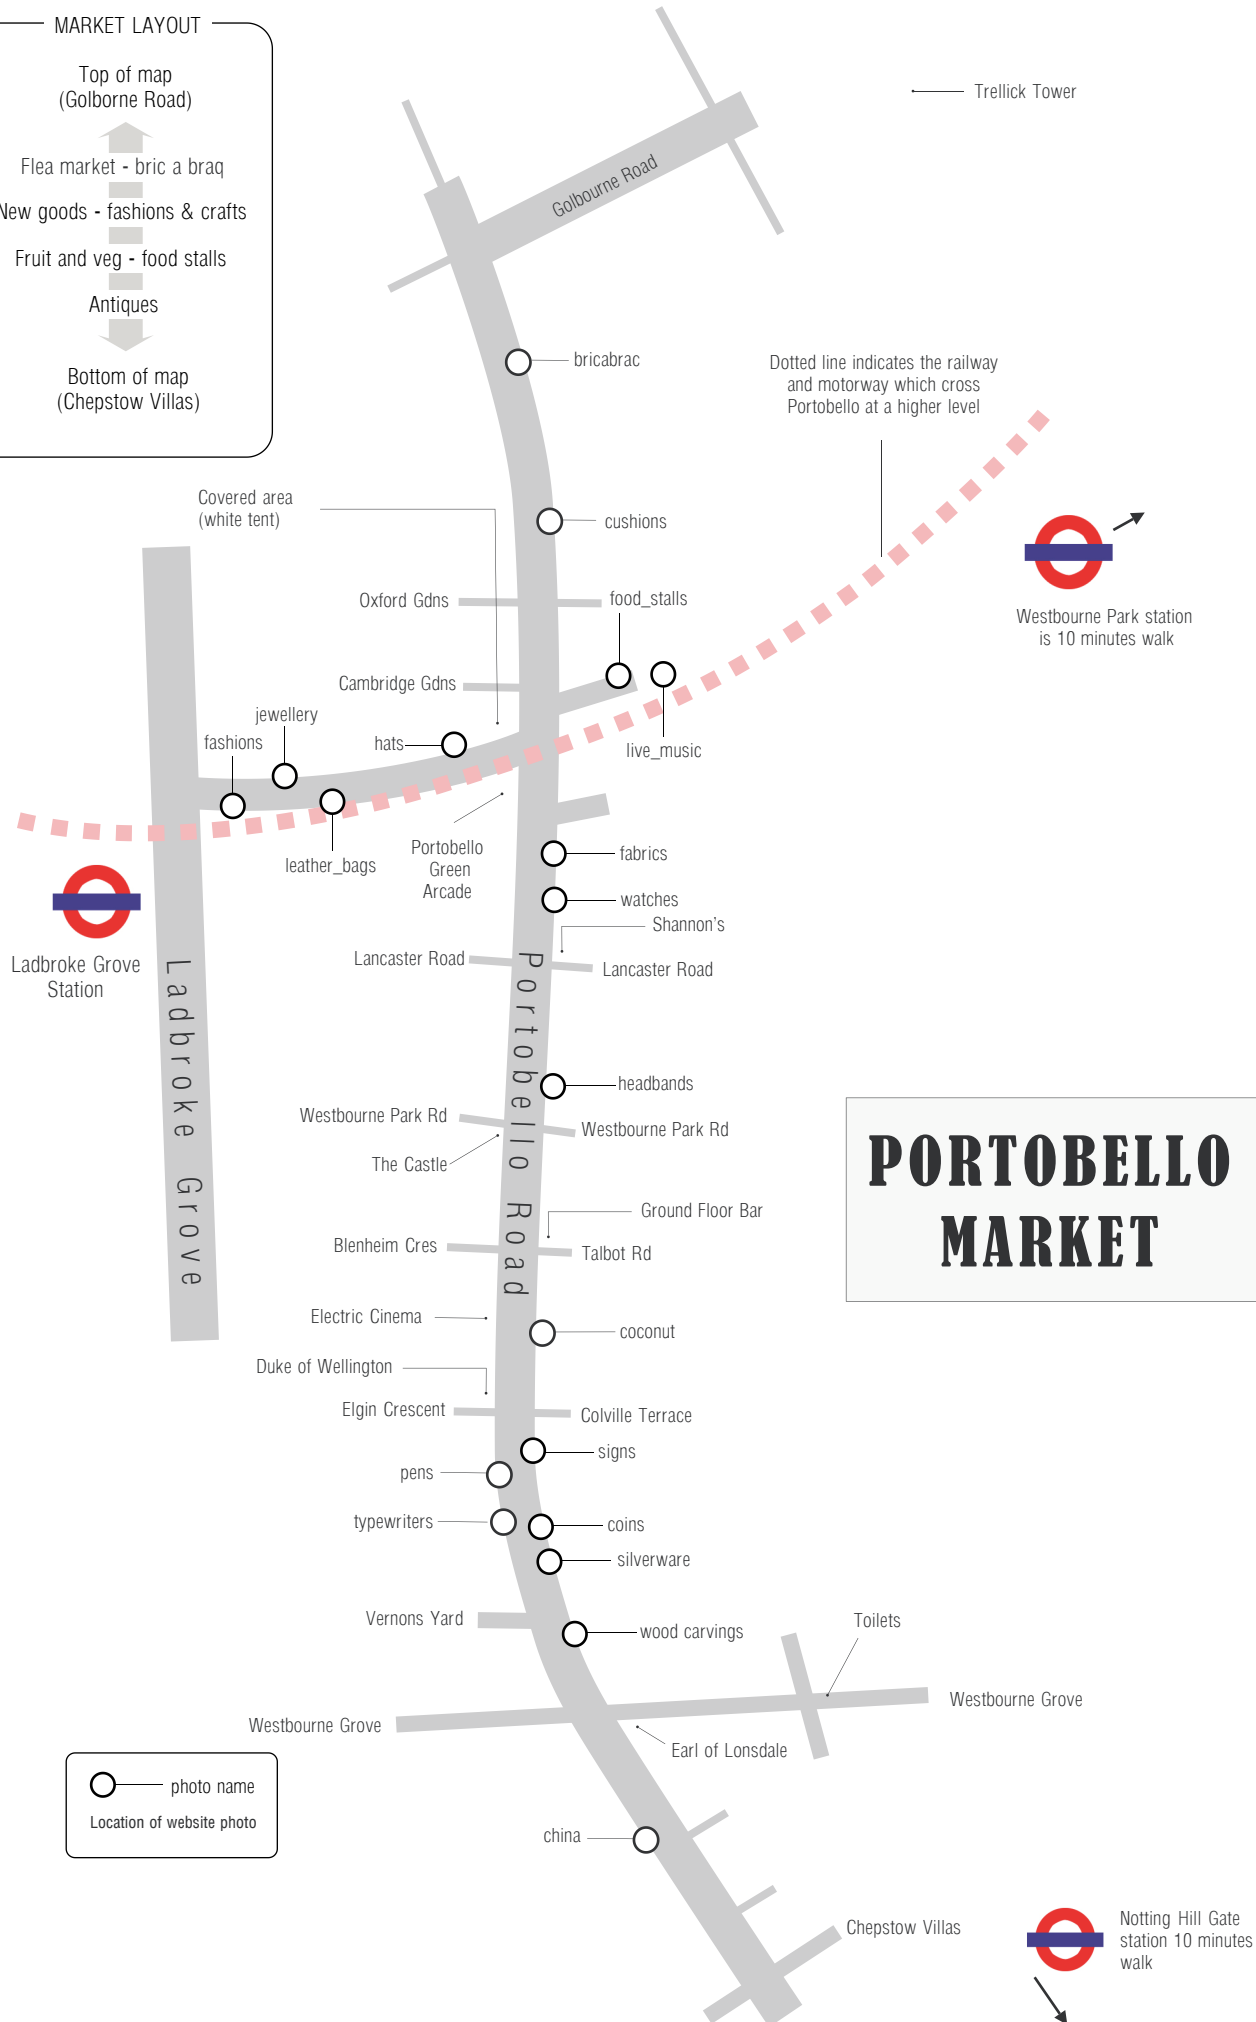 MARKET LAYOUT
Top of map
(Golborne Road)
Flea market - bric a braq
New goods - fashions & crafts
Fruit and veg - food stalls
Antiques
Bottom of map
(Chepstow Villas)
Trellick Tower
Golbourne Road
bricabrac
Dotted line indicates the railway
and motorway which cross
Portobello at a higher level
Covered area
(white tent)
cushions
Oxford Gdns
food_stalls
Westbourne Park station
is 10 minutes walk
Cambridge Gdns
jewellery
fashions
hats
live_music
leather_bags
Portobello
Green
Arcade
fabrics
watches
Shannon's
Lancaster Road
Lancaster Road
Ladbroke Grove
Station
Ladbroke Grove
Portobello Road
headbands
Westbourne Park Rd
Westbourne Park Rd
The Castle
PORTOBELLO
MARKET
Ground Floor Bar
Blenheim Cres
Talbot Rd
Electric Cinema
coconut
Duke of Wellington
Elgin Crescent
Colville Terrace
signs
pens
typewriters
coins
silverware
Vernons Yard
wood carvings
Toilets
Westbourne Grove
Westbourne Grove
Earl of Lonsdale
photo name
Location of website photo
china
Chepstow Villas
Notting Hill Gate
station 10 minutes
walk